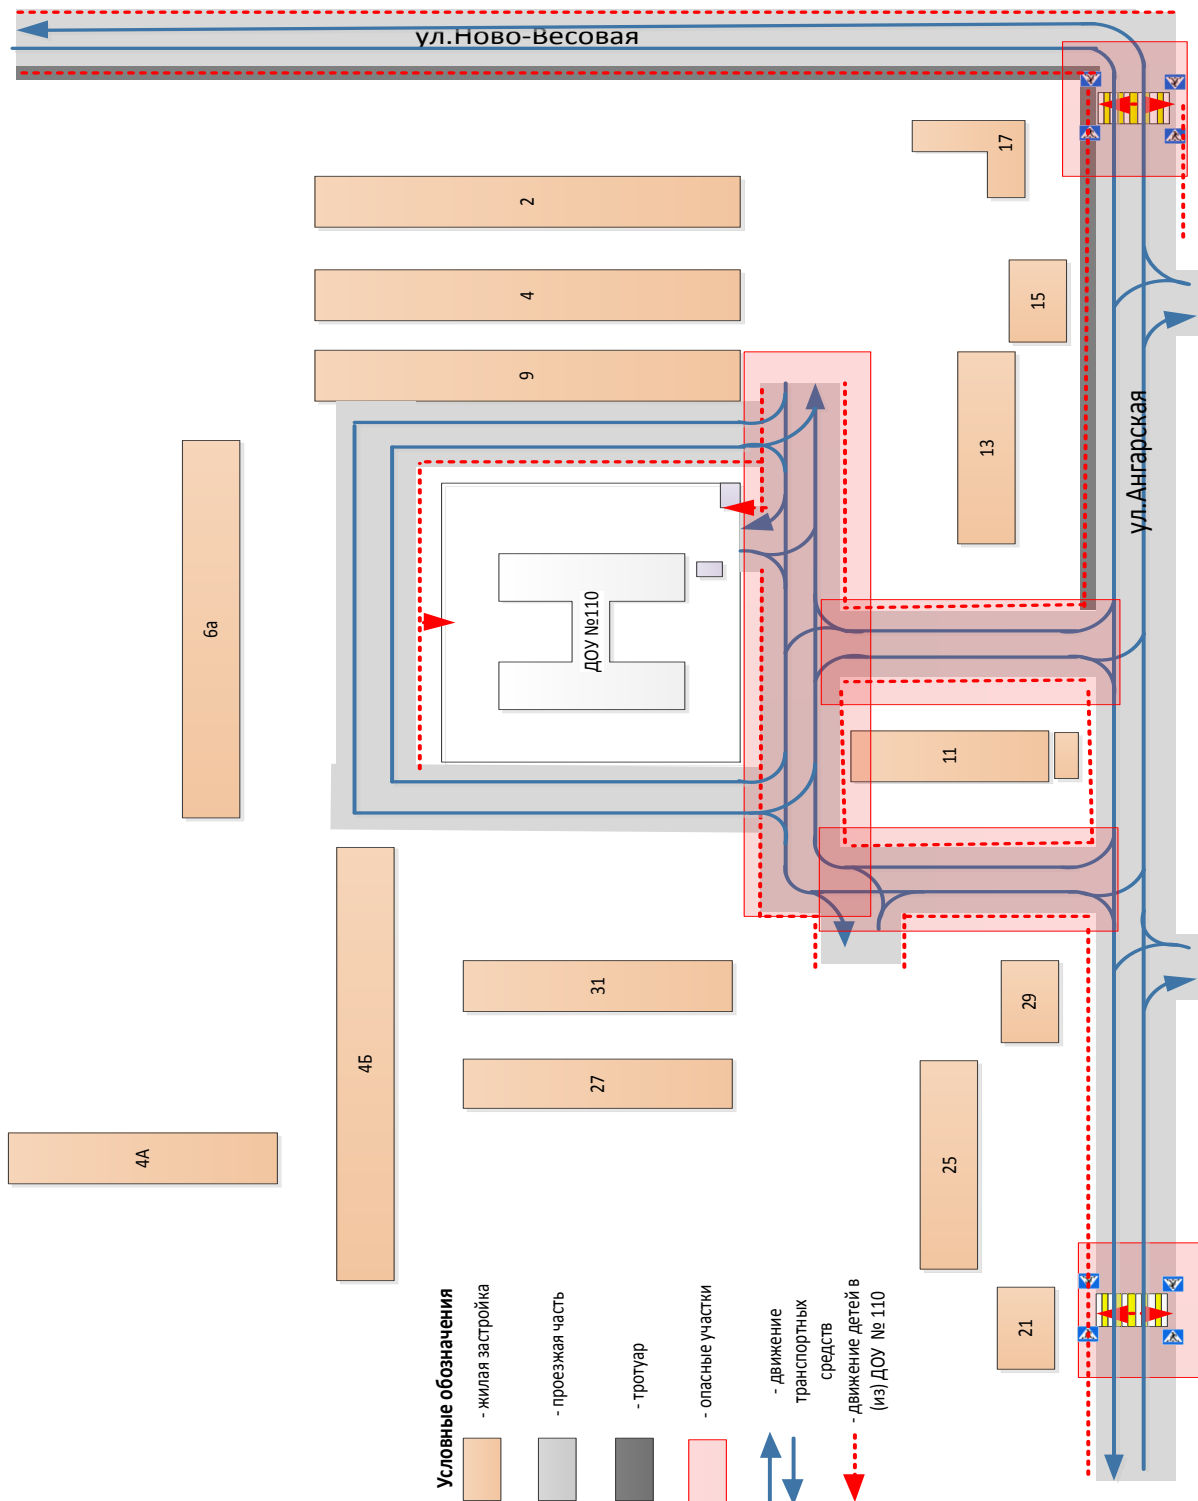 ул.Ново-Весовая
17
2
4
15
9
13
ул.Ангарская
6а
ДОУ №110
11
31
29
4Б
27
4А
25
21
Условные обозначения
- жилая застройка
- проезжая часть
- тротуар
- опасные участки
- движение
транспортных
средств
- движение детей в
(из) ДОУ № 110